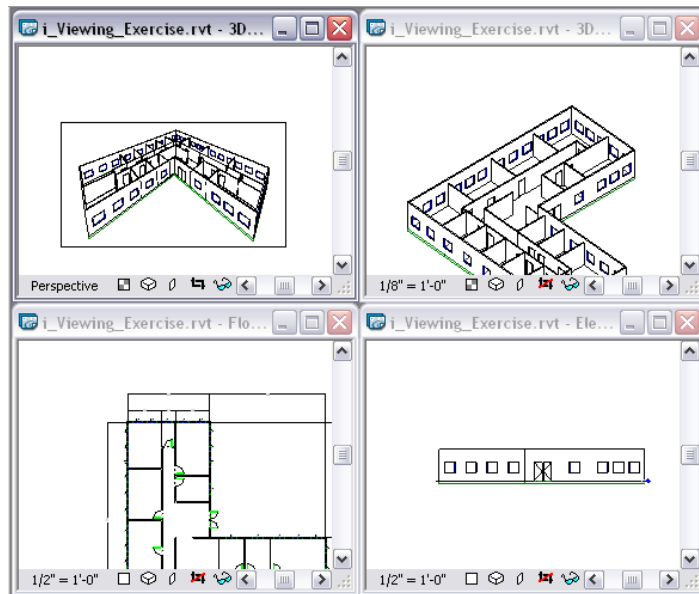 i_Viewing_Exercise.rvt - 3D...
i_Viewing_Exercise.rvt - 3D...
Perspective
1/8" = 1'-0"
i_Viewing_Exercise.rvt - Flo...
i_Viewing_Exercise.rvt - Ele...
1/2" = 1'-0"
1/2" = 1'-0"